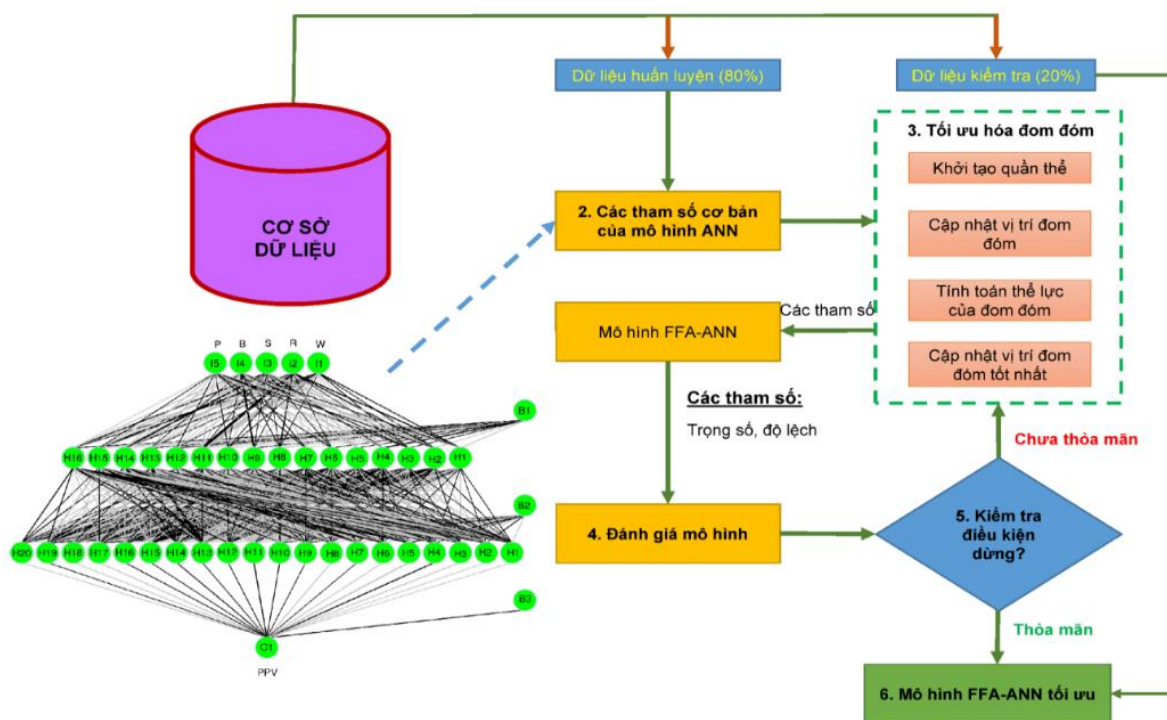 Dữ liệu huấn luyện (80%)
Dữ liệu kiểm tra (20%)
CƠ SỞ
DỮ LIỆU
2. Các tham số cơ bản
của mô hình ANN
3. Tối ưu hóa đom đóm
Khởi tạo quần thể
Cập nhật vị trí đom
đóm
Tính toán thể lực
của đom đóm
Cập nhật vị trí đom
đóm tốt nhất
Các tham số
Mô hình FFA-ANN
Các tham số:
Trọng số, độ lệch
4. Đánh giá mô hình
Chưa thỏa mãn
5. Kiểm tra
điều kiện
dừng?
Thỏa mãn
6. Mô hình FFA-ANN tối ưu
P B S R W
I5 I4 I3 I2 I1
B1
H16 H15 H14 H13 H12 H11 H10 H9 H8 H7 H6 H5 H4 H3 H2 H1
B2
H20 H19 H18 H17 H16 H15 H14 H13 H12 H11 H10 H9 H8 H7 H6 H5 H4 H3 H2 H1
B3
O1
PPV